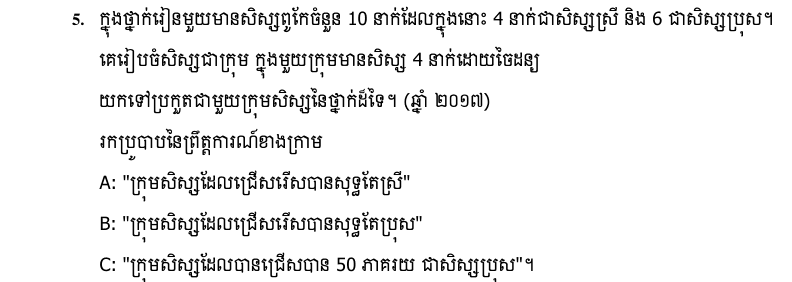 5. ក្នុងថ្នាក់រៀនមួយមានសិស្សពូកែចំនួន 10 នាក់ដែលក្នុងនោះ 4 នាក់ជាសិស្សស្រី និង 6 ជាសិស្សប្រុស។
គេរៀបចំសិស្សជាក្រុម ក្នុងមួយក្រុមមានសិស្ស 4 នាក់ដោយចៃដន្យ
យកទៅប្រកួតជាមួយក្រុមសិស្សនៃថ្នាក់ដ៏ទៃ។ (ឆ្នាំ ២០១៧)
រកប្រូបាបនៃព្រឹត្តការណ៍ខាងក្រោម
A: "ក្រុមសិស្សដែលជ្រើសរើសបានសុទ្ធតែស្រី"
B: "ក្រុមសិស្សដែលជ្រើសរើសបានសុទ្ធតែប្រុស"
C: "ក្រុមសិស្សដែលបានជ្រើសបាន 50 ភាគរយ ជាសិស្សប្រុស"។